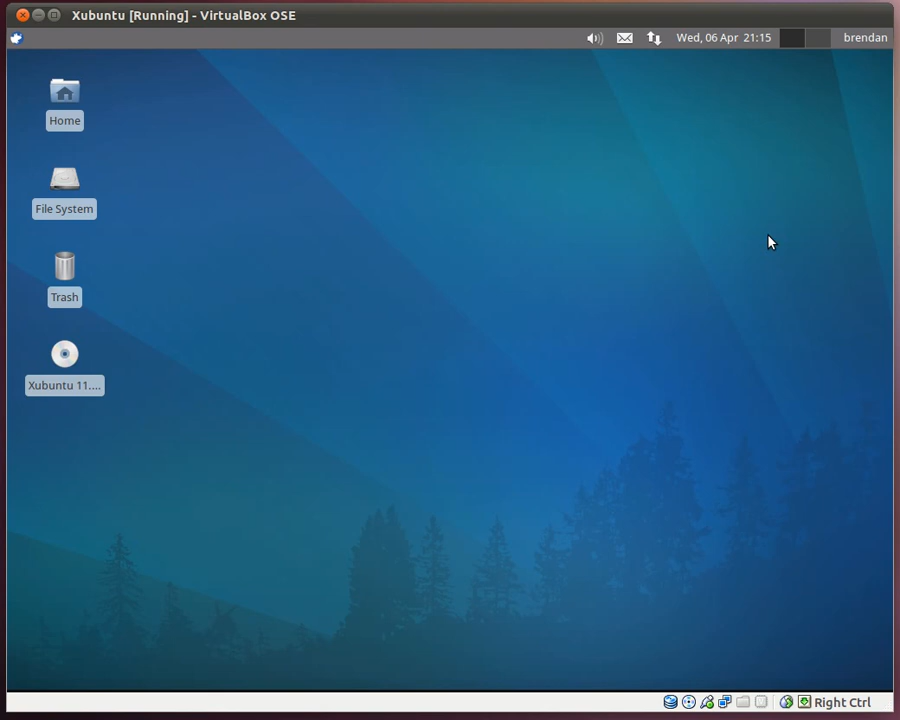 Xubuntu [Running] - VirtualBox OSE
Wed, 06 Apr 21:15
brendan
Home
File System
Trash
Xubuntu 11....
Right Ctrl